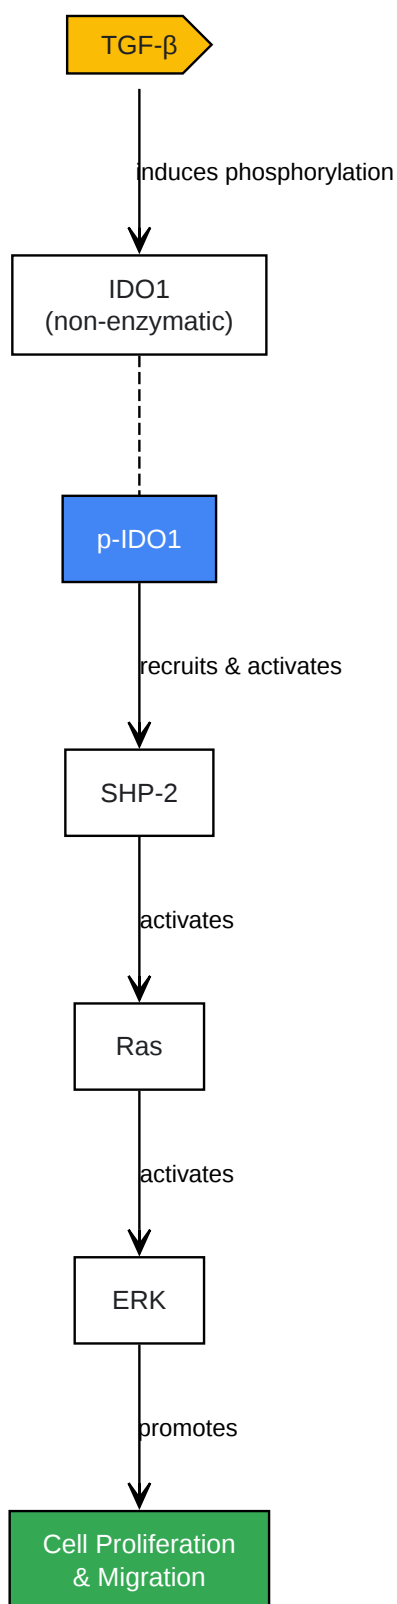 TGF-β
induces phosphorylation
IDO1
(non-enzymatic)
p-IDO1
recruits & activates
SHP-2
activates
Ras
activates
ERK
promotes
Cell Proliferation
& Migration